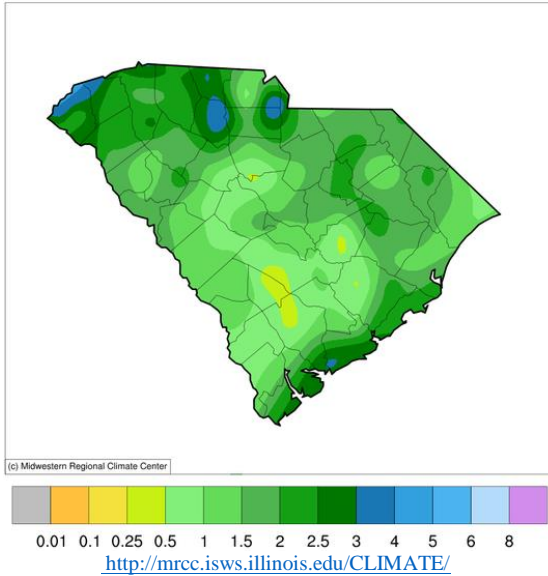 (c) Midwestern Regional Climate Center
0.01 0.1 0.25 0.5 1 1.5 2 2.5 3 4 5 6 8
http://mrcc.isws.illinois.edu/CLIMATE/